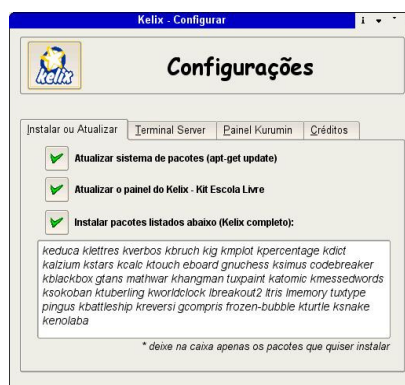 Kelix - Configurar
kelix
Configurações
Instalar ou Atualizar Terminal Server Painel Kurumin Créditos
Atualizar sistema de pacotes (apt-get update)
Atualizar o painel do Kelix - Kit Escola Livre
Instalar pacotes listados abaixo (Kelix completo):
keduca klettres kverbos kbruch kig kmplot kpercentage kdict
kalzium kstars kcalc ktouch eboard gnuchess ksimus codebreaker
kblackbox gtans mathwar khangman tuxpaint katomic kmessedwords
ksokoban ktuberling kworldclock lbreakout2 ltris lmemory tuxtype
pingus kbattleship kreversi gcompris frozen-bubble kturtle ksnake
kenolaba
* deixe na caixa apenas os pacotes que quiser instalar